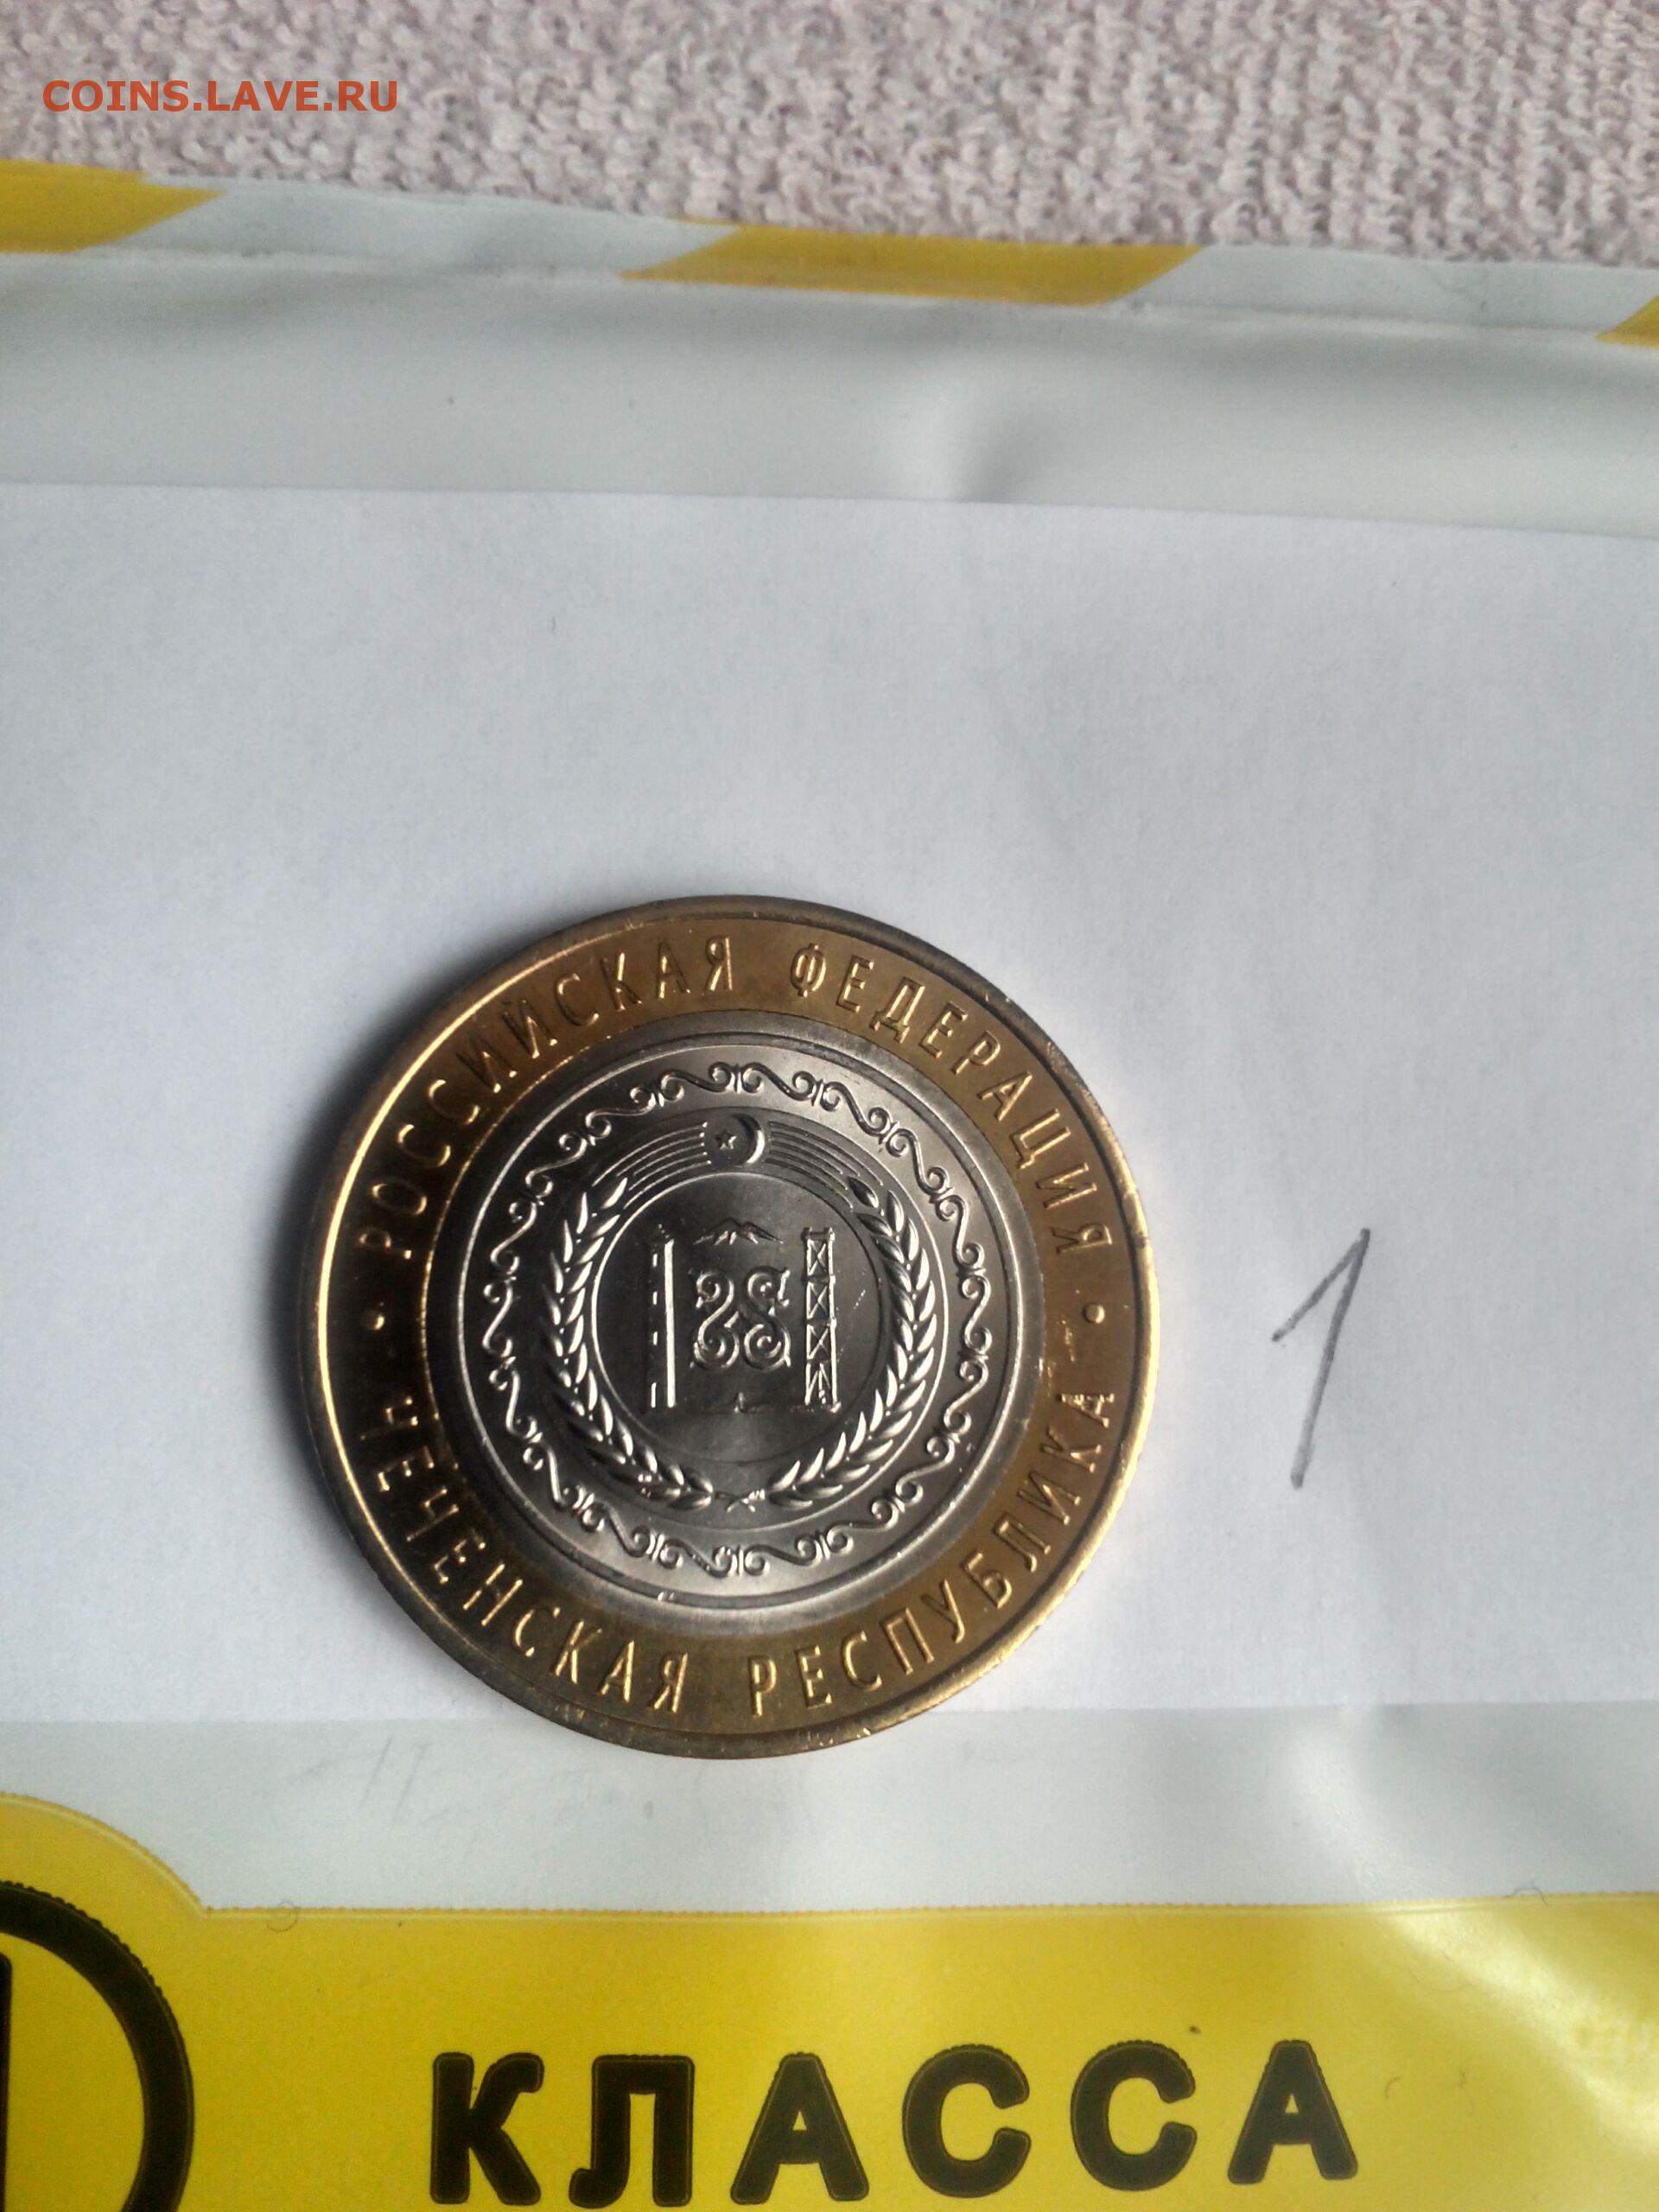 COINS.LAVE.RU
• РОССИЙСКАЯ ФЕДЕРАЦИЯ •
ЧЕЧЕНСКАЯ РЕСПУБЛИКА
1
КЛАССА